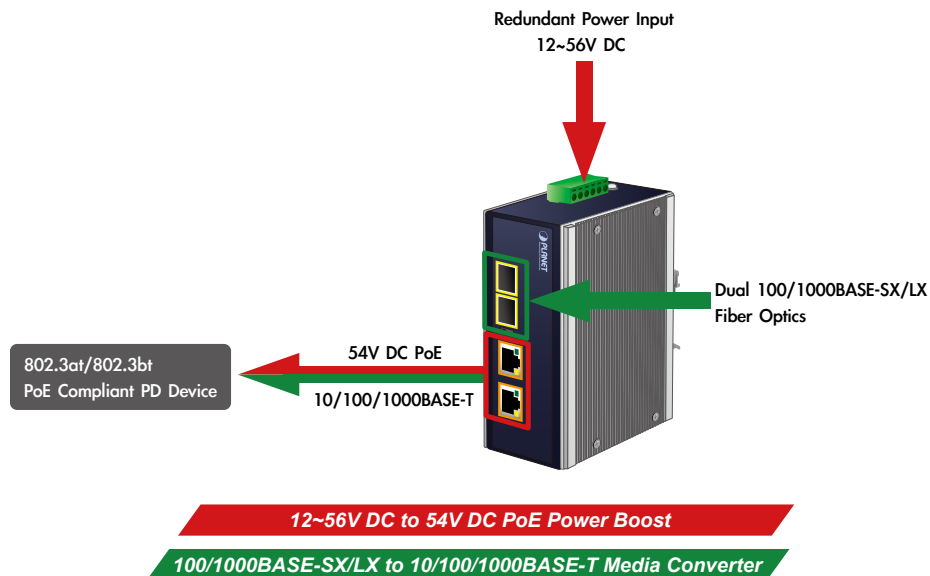 Redundant Power Input
12~56V DC
PLANET
Dual 100/1000BASE-SX/LX
Fiber Optics
54V DC PoE
802.3at/802.3bt
PoE Compliant PD Device
10/100/1000BASE-T
12~56V DC to 54V DC PoE Power Boost
100/1000BASE-SX/LX to 10/100/1000BASE-T Media Converter